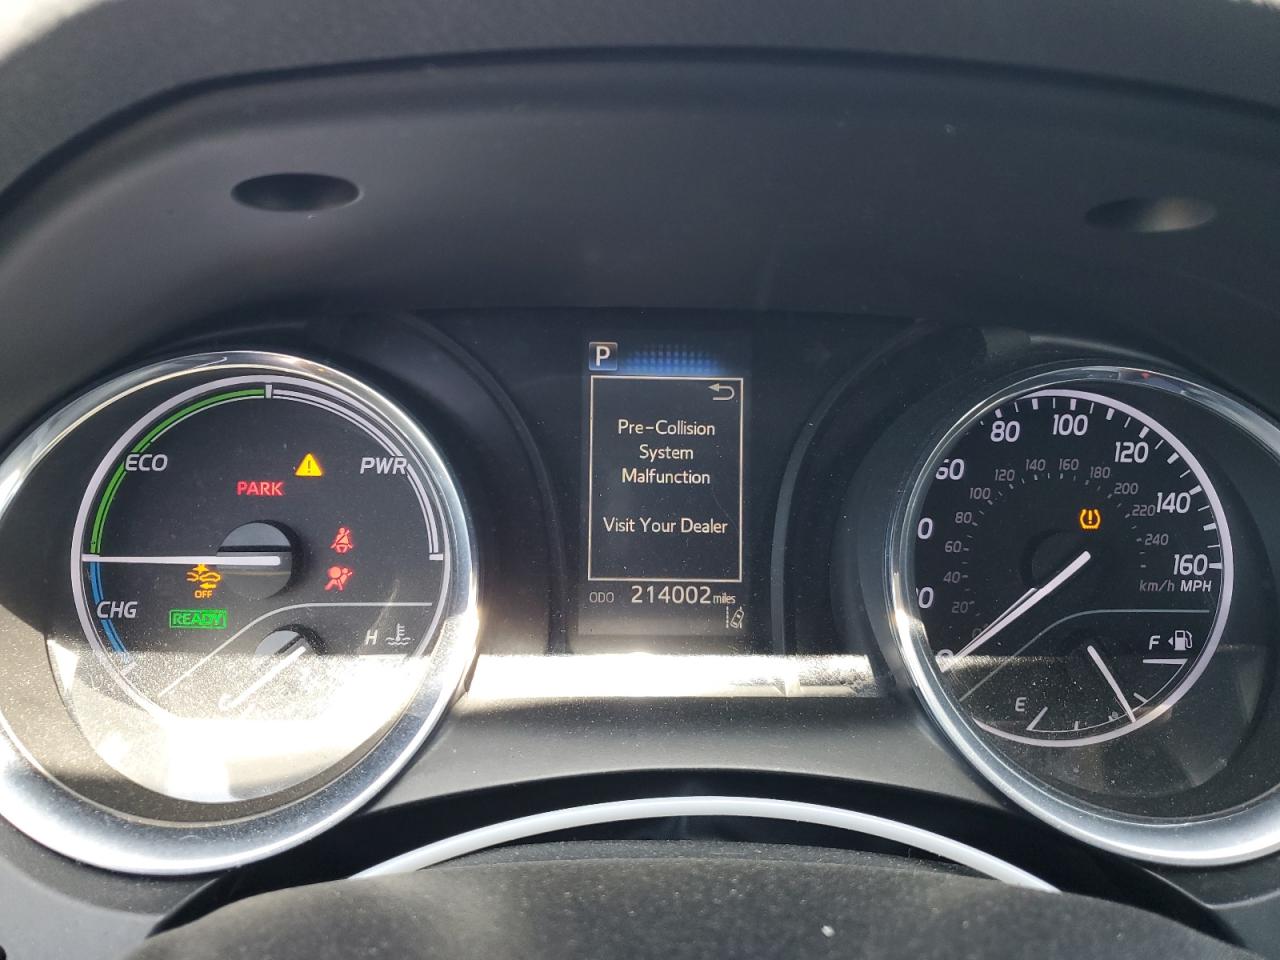 P
Pre-Collision
System
Malfunction
Visit Your Dealer
ODO 214002 miles
ECO
PWR
PARK
OFF
CHG
READY
H
C
80
100
120
140
160
km/h MPH
20
40
60
80
100
120
140
160
180
200
220
240
E
F